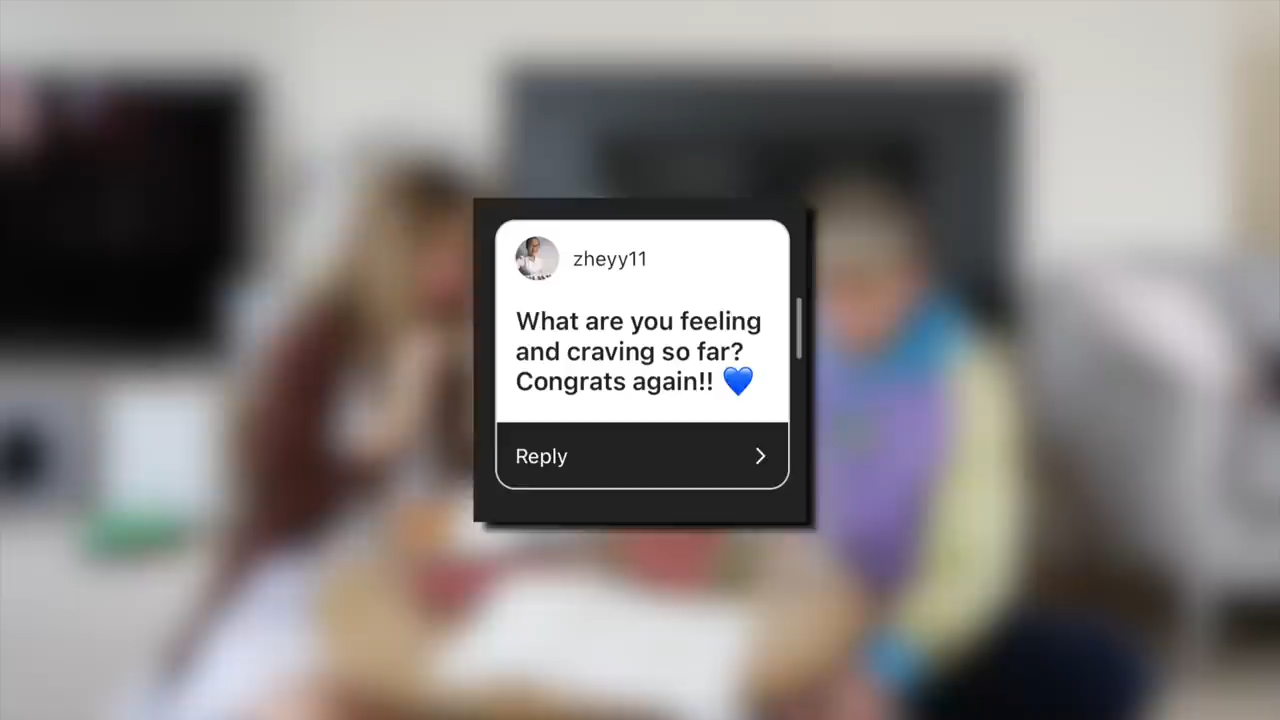 zheyy11
What are you feeling
and craving so far?
Congrats again!! 💙
Reply